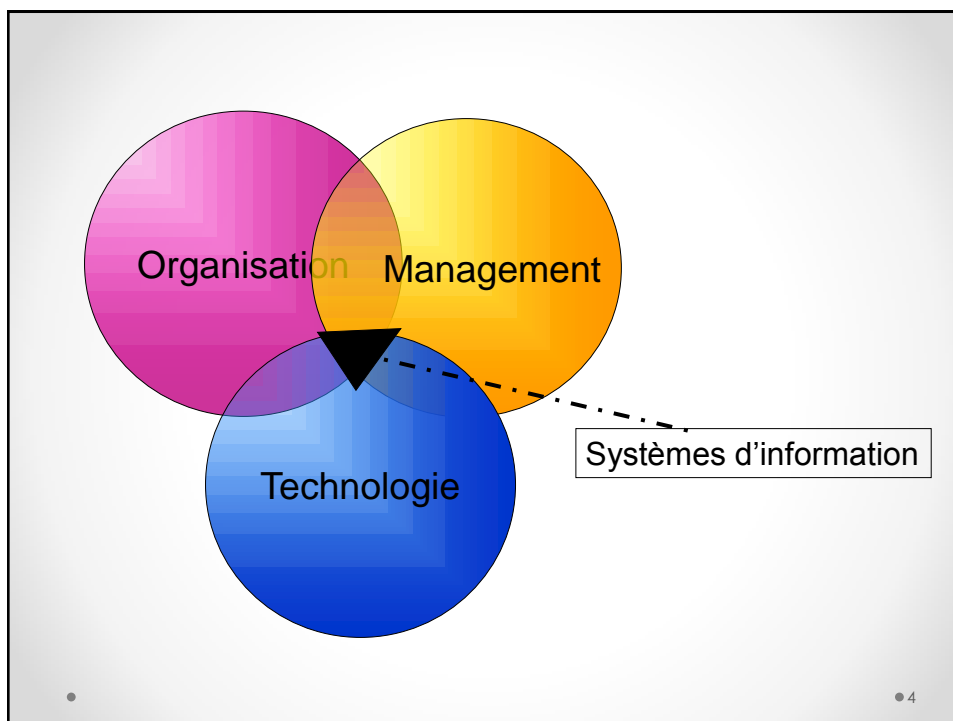 Organisation
Management
Systèmes d’information
Technologie
4